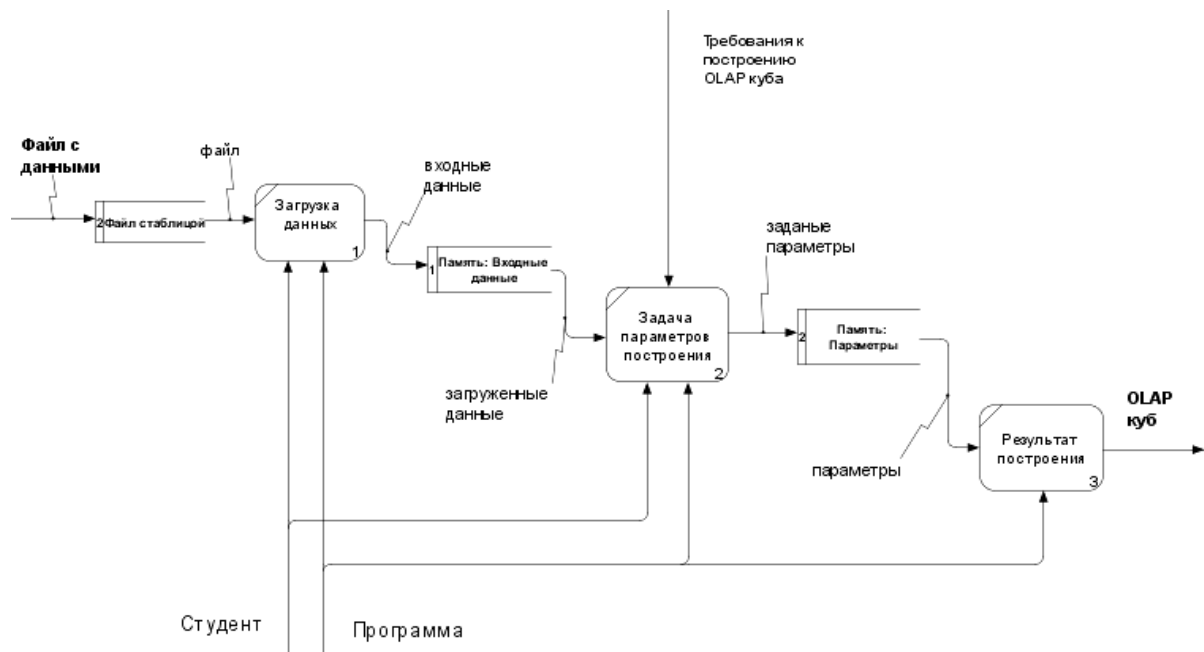 Требования к
построению
OLAP куба
Файл с
данными
файл
2
Файл стаблицой
Загрузка
данных
1
входные
данные
1
Память: Входные
данные
загруженные
данные
Задача
параметров
построения
2
заданые
параметры
2
Память:
Параметры
параметры
Результат
построения
3
OLAP
куб
Студент
Программа